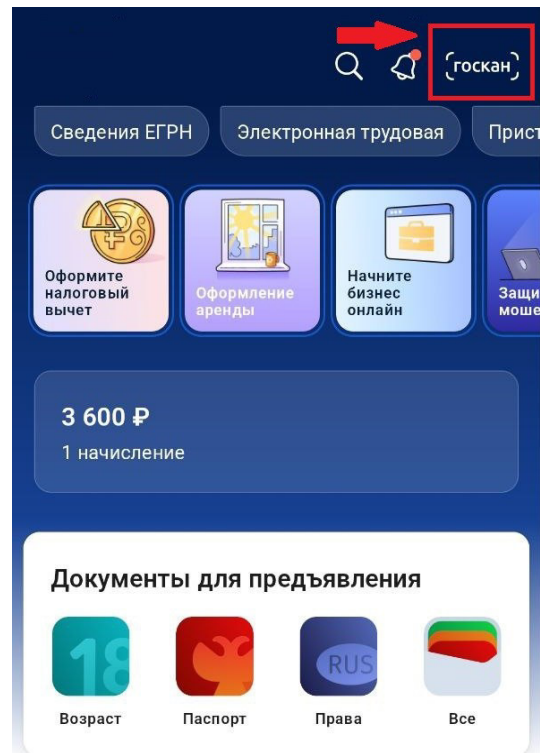 госкан
Сведения ЕГРН
Электронная трудовая
Прист
Оформите
налоговый
вычет
Оформление
аренды
Начните
бизнес
онлайн
Защи
моше
3 600 ₽
1 начисление
Документы для предъявления
18
RUS
Возраст
Паспорт
Права
Все